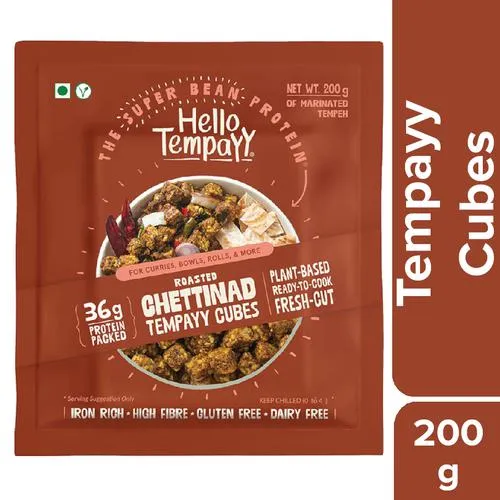 THE SUPER BEAN PROTEIN
NET WT. 200g
OF MARINATED
TEMPEH
Hello
Tempayy®
FOR CURRIES, BOWLS, ROLLS, & MORE
ROASTED
CHETTINAD
TEMPAYY CUBES
36g
PROTEIN
PACKED
PLANT-BASED
READY-TO-COOK
FRESH-CUT
*Serving Suggestion Only
KEEP CHILLED
IRON RICH • HIGH FIBRE • GLUTEN FREE • DAIRY FREE
Tempayy
Cubes
200
g